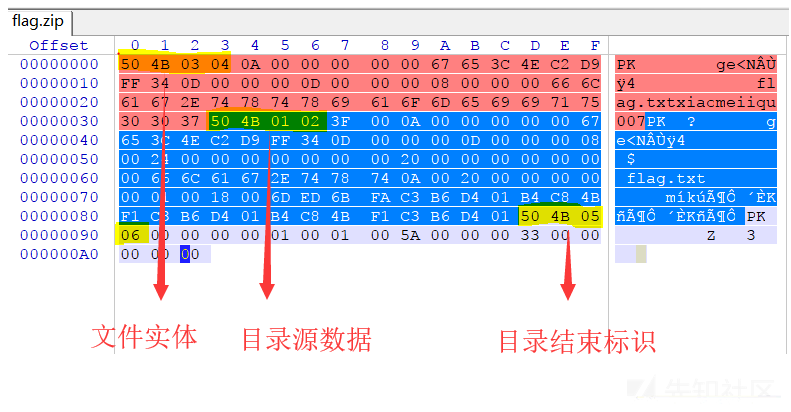 flag.zip
Offset 0 1 2 3 4 5 6 7 8 9 A B C D E F
00000000 50 4B 03 04 0A 00 00 00 00 00 67 65 3C 4E C2 D9 PK ge<NÂÙ
00000010 FF 34 0D 00 00 00 0D 00 00 00 08 00 00 00 66 6C ÿ4 fl
00000020 61 67 2E 74 78 74 78 69 61 6F 6D 65 69 69 71 75 ag.txtxiacmeiiqu
00000030 30 30 37 50 4B 01 02 3F 00 0A 00 00 00 00 00 67 007PK ? g
00000040 65 3C 4E C2 D9 FF 34 0D 00 00 00 0D 00 00 00 08 e<NÂÙÿ4
00000050 00 24 00 00 00 00 00 00 00 20 00 00 00 00 00 00 $
00000060 00 66 6C 61 67 2E 74 78 74 0A 00 20 00 00 00 00 flag.txt
00000070 00 01 00 18 00 6D ED 6B FA C3 B6 D4 01 B4 C8 4B míkúÃ¶Ô ´ÈK
00000080 F1 C3 B6 D4 01 B4 C8 4B F1 C3 B6 D4 01 50 4B 05 ñÃ¶Ô ´ÈKñÃ¶Ô PK
00000090 06 00 00 00 00 01 00 01 00 5A 00 00 00 33 00 00 Z 3
000000A0 00 00 00
文件实体 目录源数据 目录结束标识
先知社区